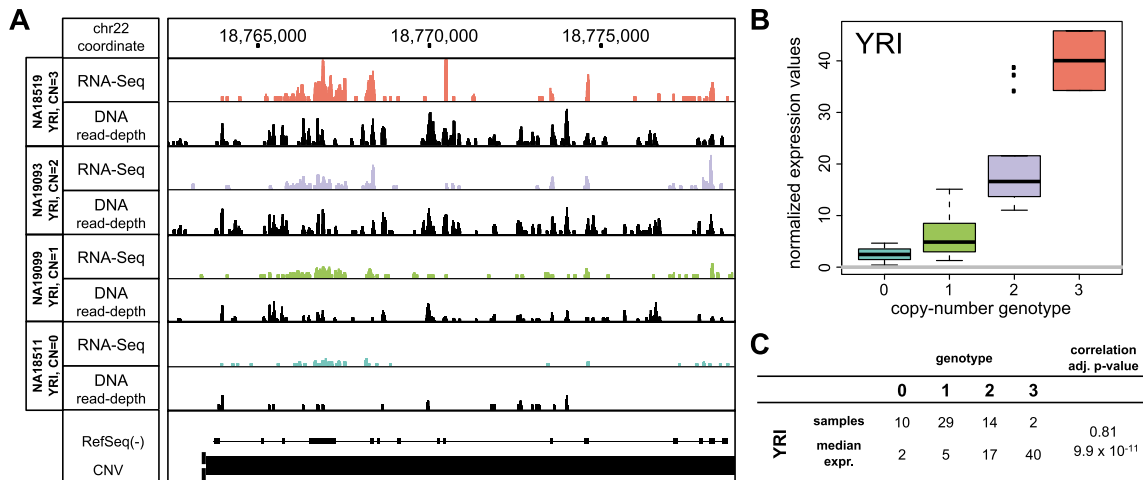 A
chr22
coordinate
18,765,000
18,770,000
18,775,000
NA18519
YRI, CN=3
RNA-Seq
DNA
read-depth
NA19093
YRI, CN=2
RNA-Seq
DNA
read-depth
NA19099
YRI, CN=1
RNA-Seq
DNA
read-depth
NA18511
YRI, CN=0
RNA-Seq
DNA
read-depth
RefSeq(-)
CNV
B
YRI
normalized expression values
0
10
20
30
40
0 1 2 3
copy-number genotype
C
genotype
correlation
adj. p-value
0 1 2 3
YRI
samples 10 29 14 2
median
expr. 2 5 17 40
0.81
9.9 x 10-11